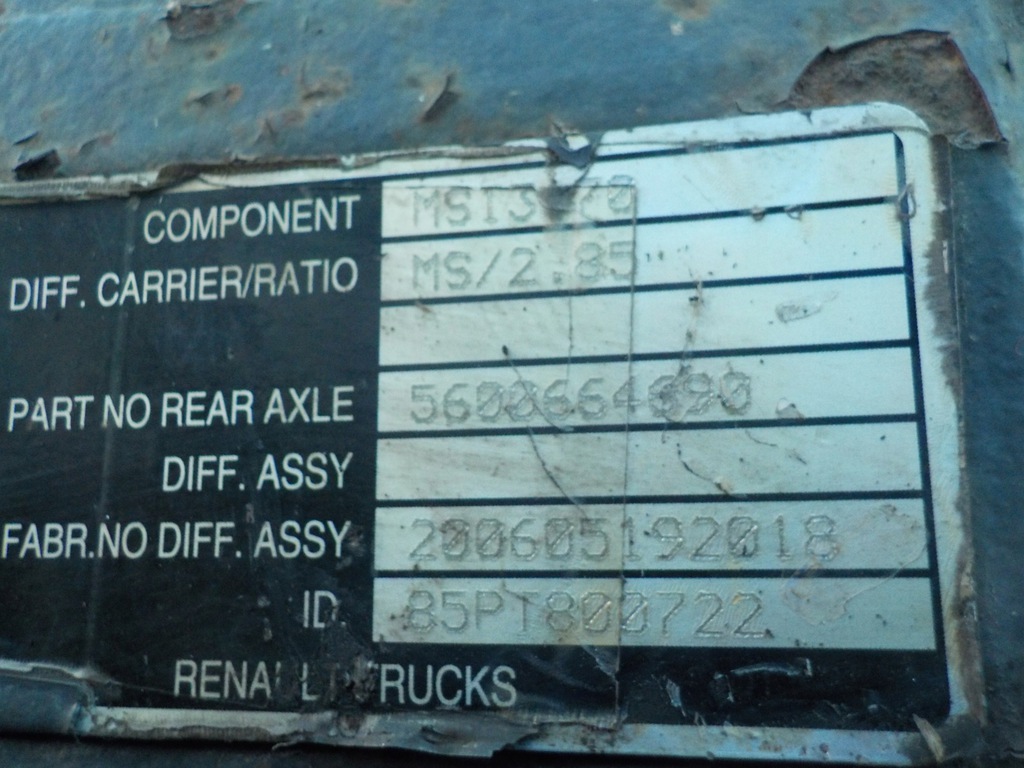 COMPONENT
DIFF. CARRIER/RATIO MS/2.85
PART NO REAR AXLE
DIFF. ASSY
FABR.NO DIFF. ASSY 200605192018
ID. 85PT800722
RENAULT TRUCKS